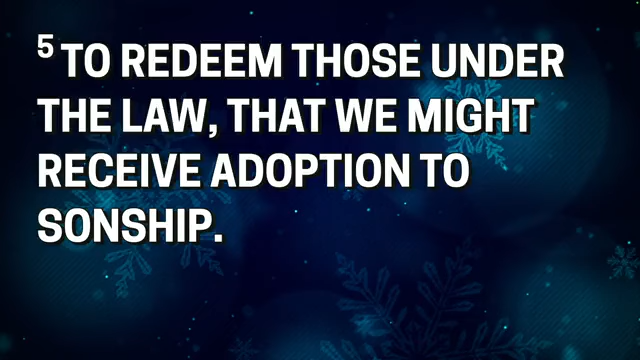 5 TO REDEEM THOSE UNDER
THE LAW, THAT WE MIGHT
RECEIVE ADOPTION TO
SONSHIP.